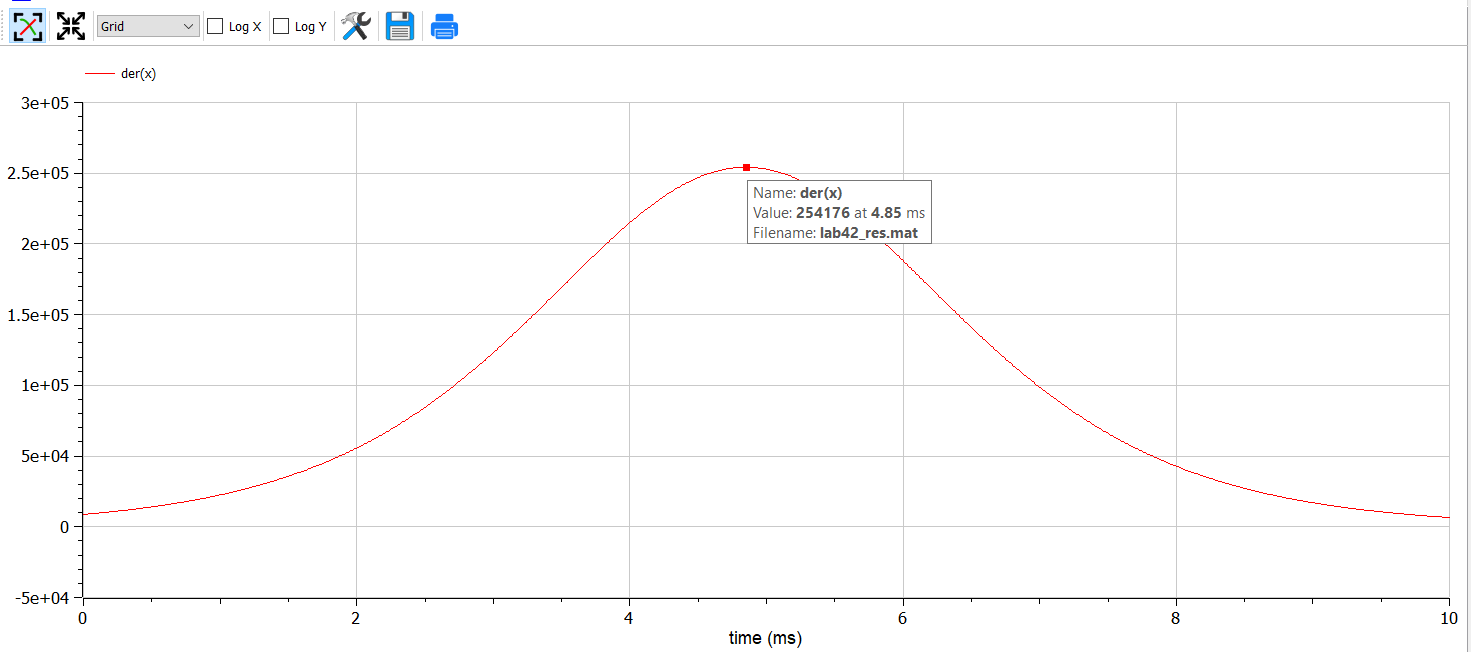 Grid Log X Log Y
der(x)
3e+05
2.5e+05
2e+05
1.5e+05
1e+05
5e+04
0
-5e+04
Name: der(x)
Value: 254176 at 4.85 ms
Filename: lab42_res.mat
0 2 4 6 8 10
time (ms)